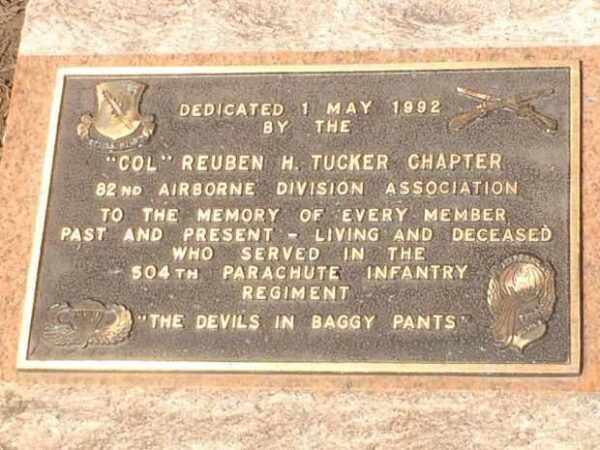 DEDICATED 1 MAY 1992
BY THE
"COL" REUBEN H. TUCKER CHAPTER
82ND AIRBORNE DIVISION ASSOCIATION
TO THE MEMORY OF EVERY MEMBER
PAST AND PRESENT - LIVING AND DECEASED
WHO SERVED IN THE
504TH PARACHUTE INFANTRY
REGIMENT
"THE DEVILS IN BAGGY PANTS"